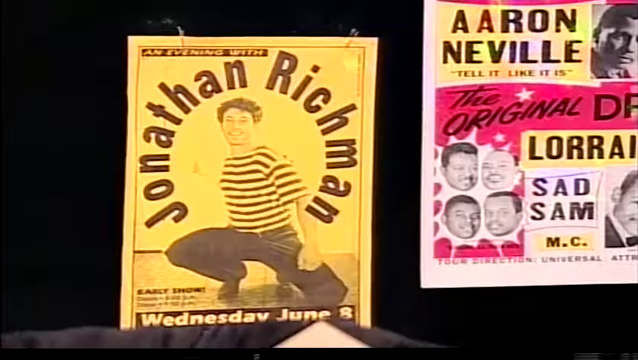 AN EVENING WITH
Jonathan Richman
EARLY SHOW!
Wednesday June 8
AARON
NEVILLE
"TELL IT LIKE IT IS"
The
ORIGINAL
LORRAI
SAD
SAM
M.C.
TOUR DIRECTION: UNIVERSAL ATTR